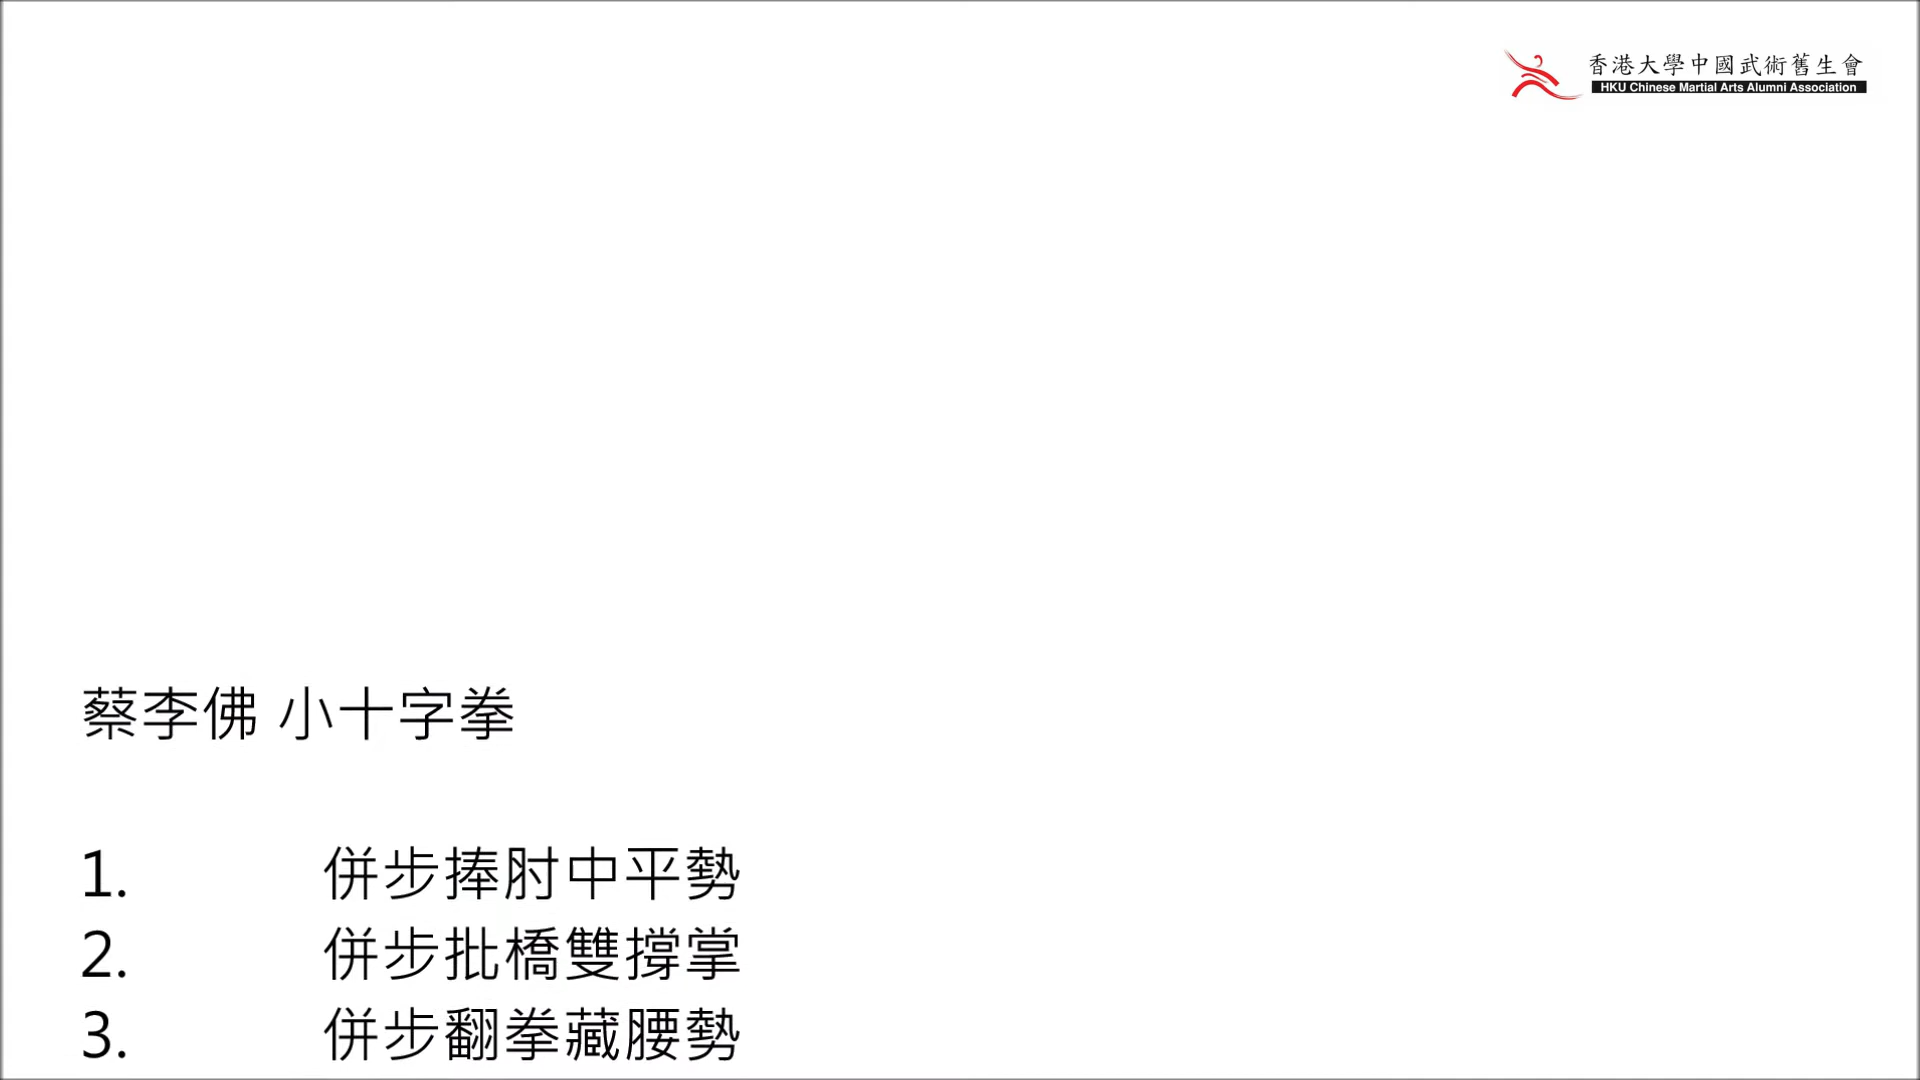 香港大學中國武術舊生會
HKU Chinese Martial Arts Alumni Association
蔡李佛 小十字拳
1. 併步捧肘中平勢
2. 併步批橋雙撐掌
3. 併步翻拳藏腰勢